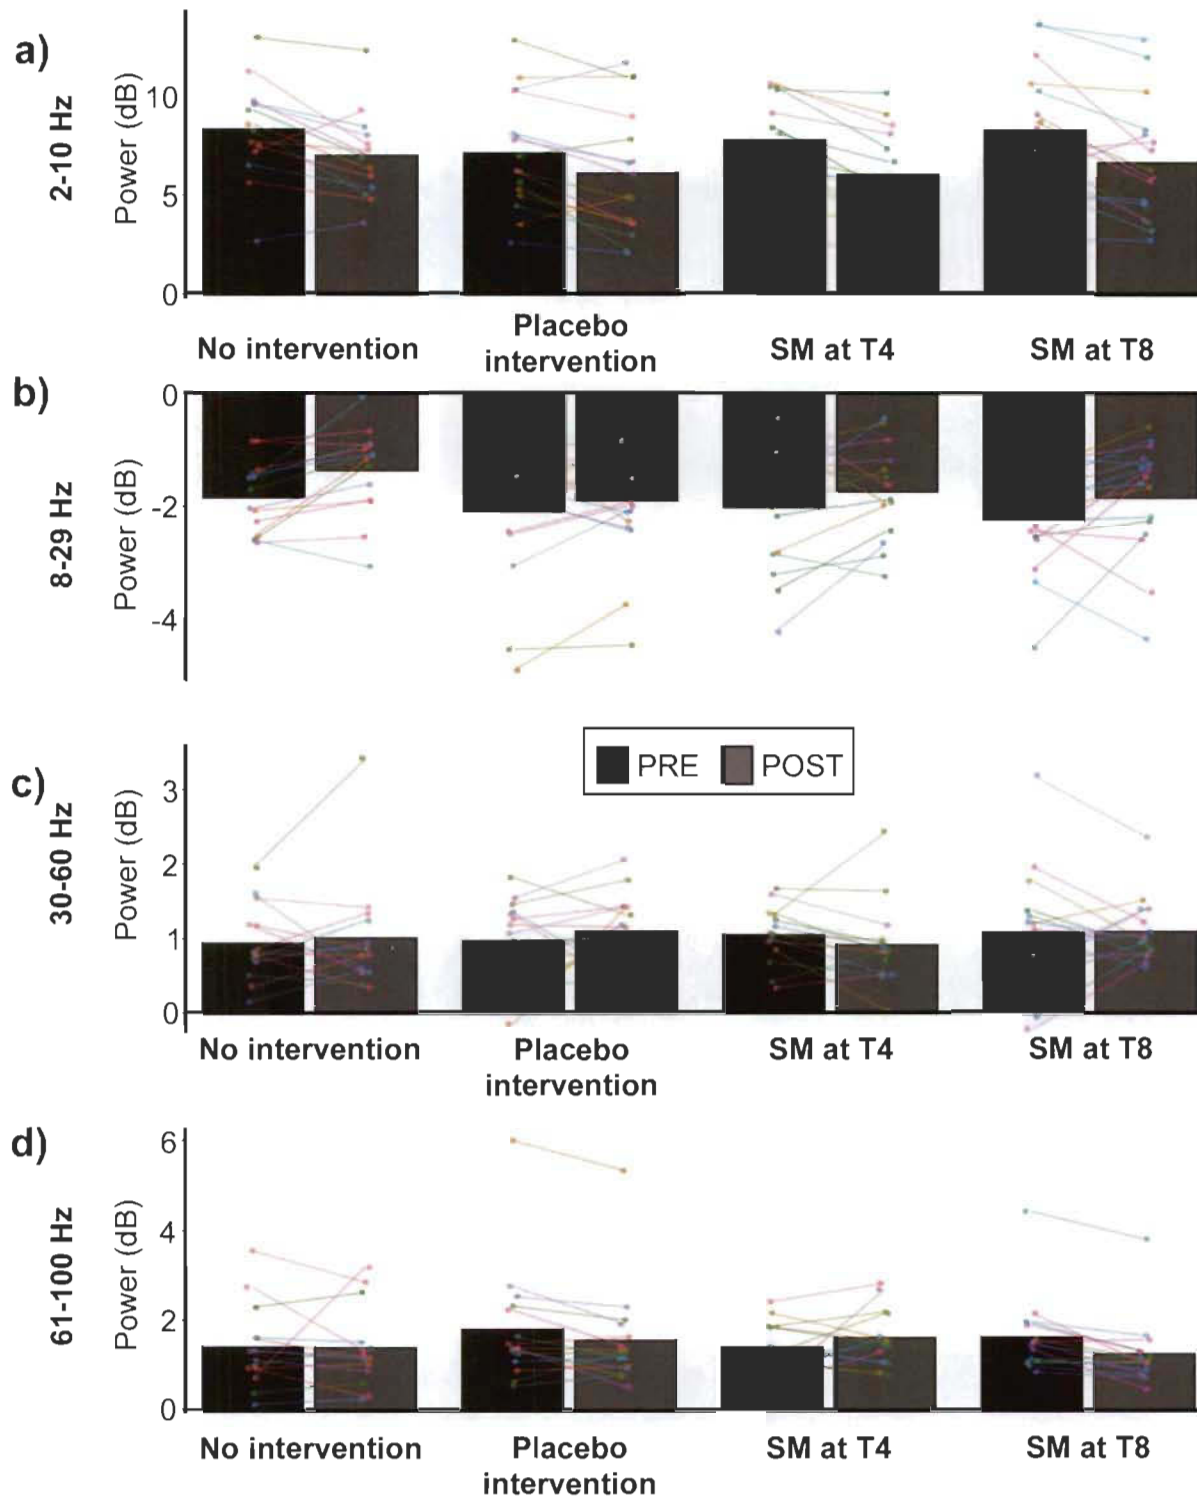 a)
2-10 Hz
Power (dB)
10
5
0
No intervention
Placebo
intervention
SM at T4
SM at T8
b)
8-29 Hz
Power (dB)
0
-2
-4
PRE
POST
c)
30-60 Hz
Power (dB)
3
2
1
0
No intervention
Placebo
intervention
SM at T4
SM at T8
d)
61-100 Hz
Power (dB)
6
4
2
0
No intervention
Placebo
intervention
SM at T4
SM at T8